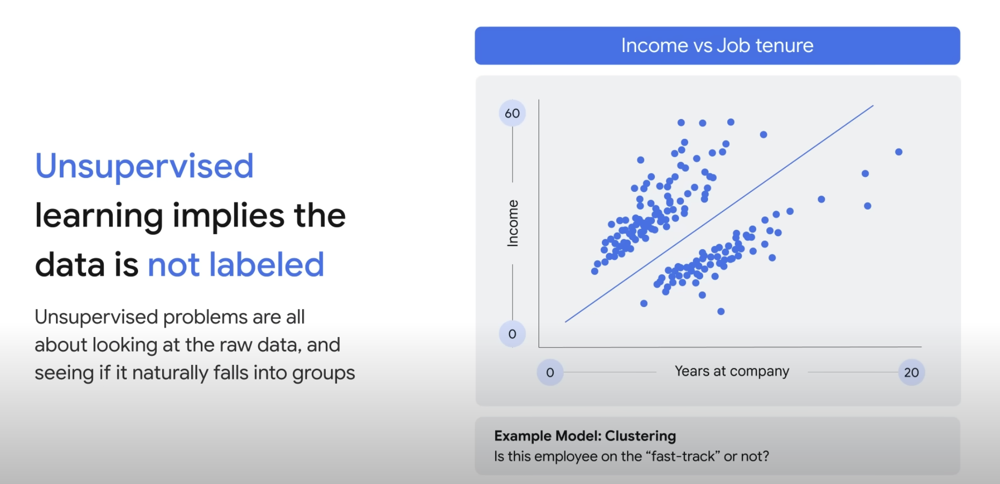 Unsupervised
learning implies the
data is not labeled
Unsupervised problems are all
about looking at the raw data, and
seeing if it naturally falls into groups
Income vs Job tenure
60
Income
0
0
Years at company
20
Example Model: Clustering
Is this employee on the “fast-track” or not?